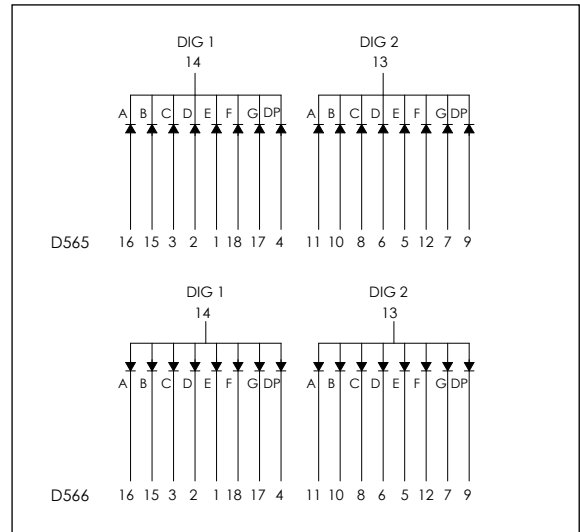 DIG 1 DIG 2
14 13
A B C D E F G DP A B C D E F G DP
D565 16 15 3 2 1 18 17 4 11 10 8 6 5 12 7 9
DIG 1 DIG 2
14 13
A B C D E F G DP A B C D E F G DP
D566 16 15 3 2 1 18 17 4 11 10 8 6 5 12 7 9